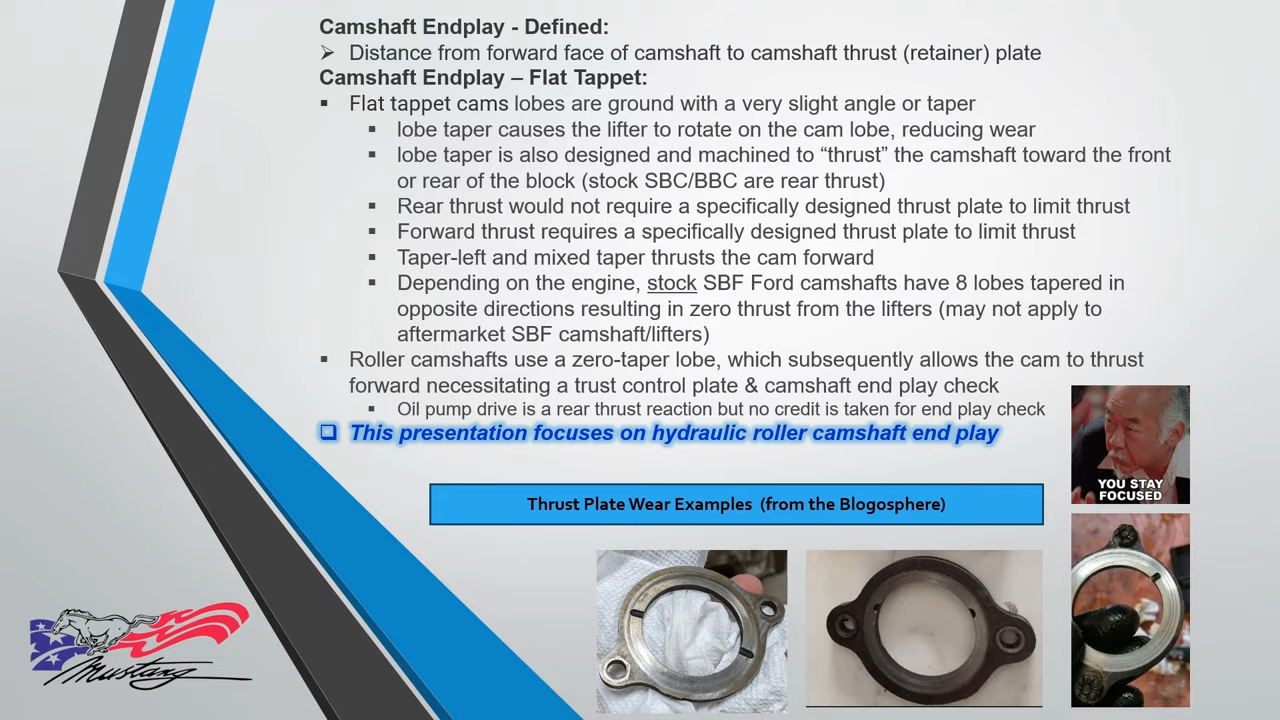 Camshaft Endplay - Defined:
➢ Distance from forward face of camshaft to camshaft thrust (retainer) plate
Camshaft Endplay – Flat Tappet:
▪ Flat tappet cams lobes are ground with a very slight angle or taper
▪ lobe taper causes the lifter to rotate on the cam lobe, reducing wear
▪ lobe taper is also designed and machined to “thrust” the camshaft toward the front
or rear of the block (stock SBC/BBC are rear thrust)
▪ Rear thrust would not require a specifically designed thrust plate to limit thrust
▪ Forward thrust requires a specifically designed thrust plate to limit thrust
▪ Taper-left and mixed taper thrusts the cam forward
▪ Depending on the engine, stock SBF Ford camshafts have 8 lobes tapered in
opposite directions resulting in zero thrust from the lifters (may not apply to
aftermarket SBF camshaft/lifters)
▪ Roller camshafts use a zero-taper lobe, which subsequently allows the cam to thrust
forward necessitating a trust control plate & camshaft end play check
▪ Oil pump drive is a rear thrust reaction but no credit is taken for end play check
❑ This presentation focuses on hydraulic roller camshaft end play
YOU STAY
FOCUSED
Thrust Plate Wear Examples (from the Blogosphere)
Mustang